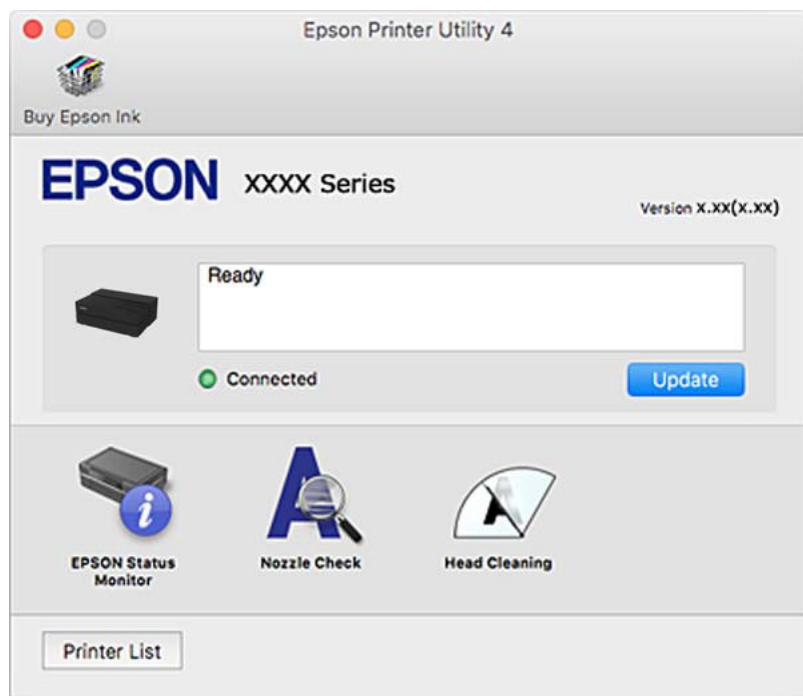 Epson Printer Utility 4
Buy Epson Ink
EPSON XXXX Series
Version X.XX(X.XX)
Ready
Connected
Update
EPSON Status
Monitor
Nozzle Check
Head Cleaning
Printer List